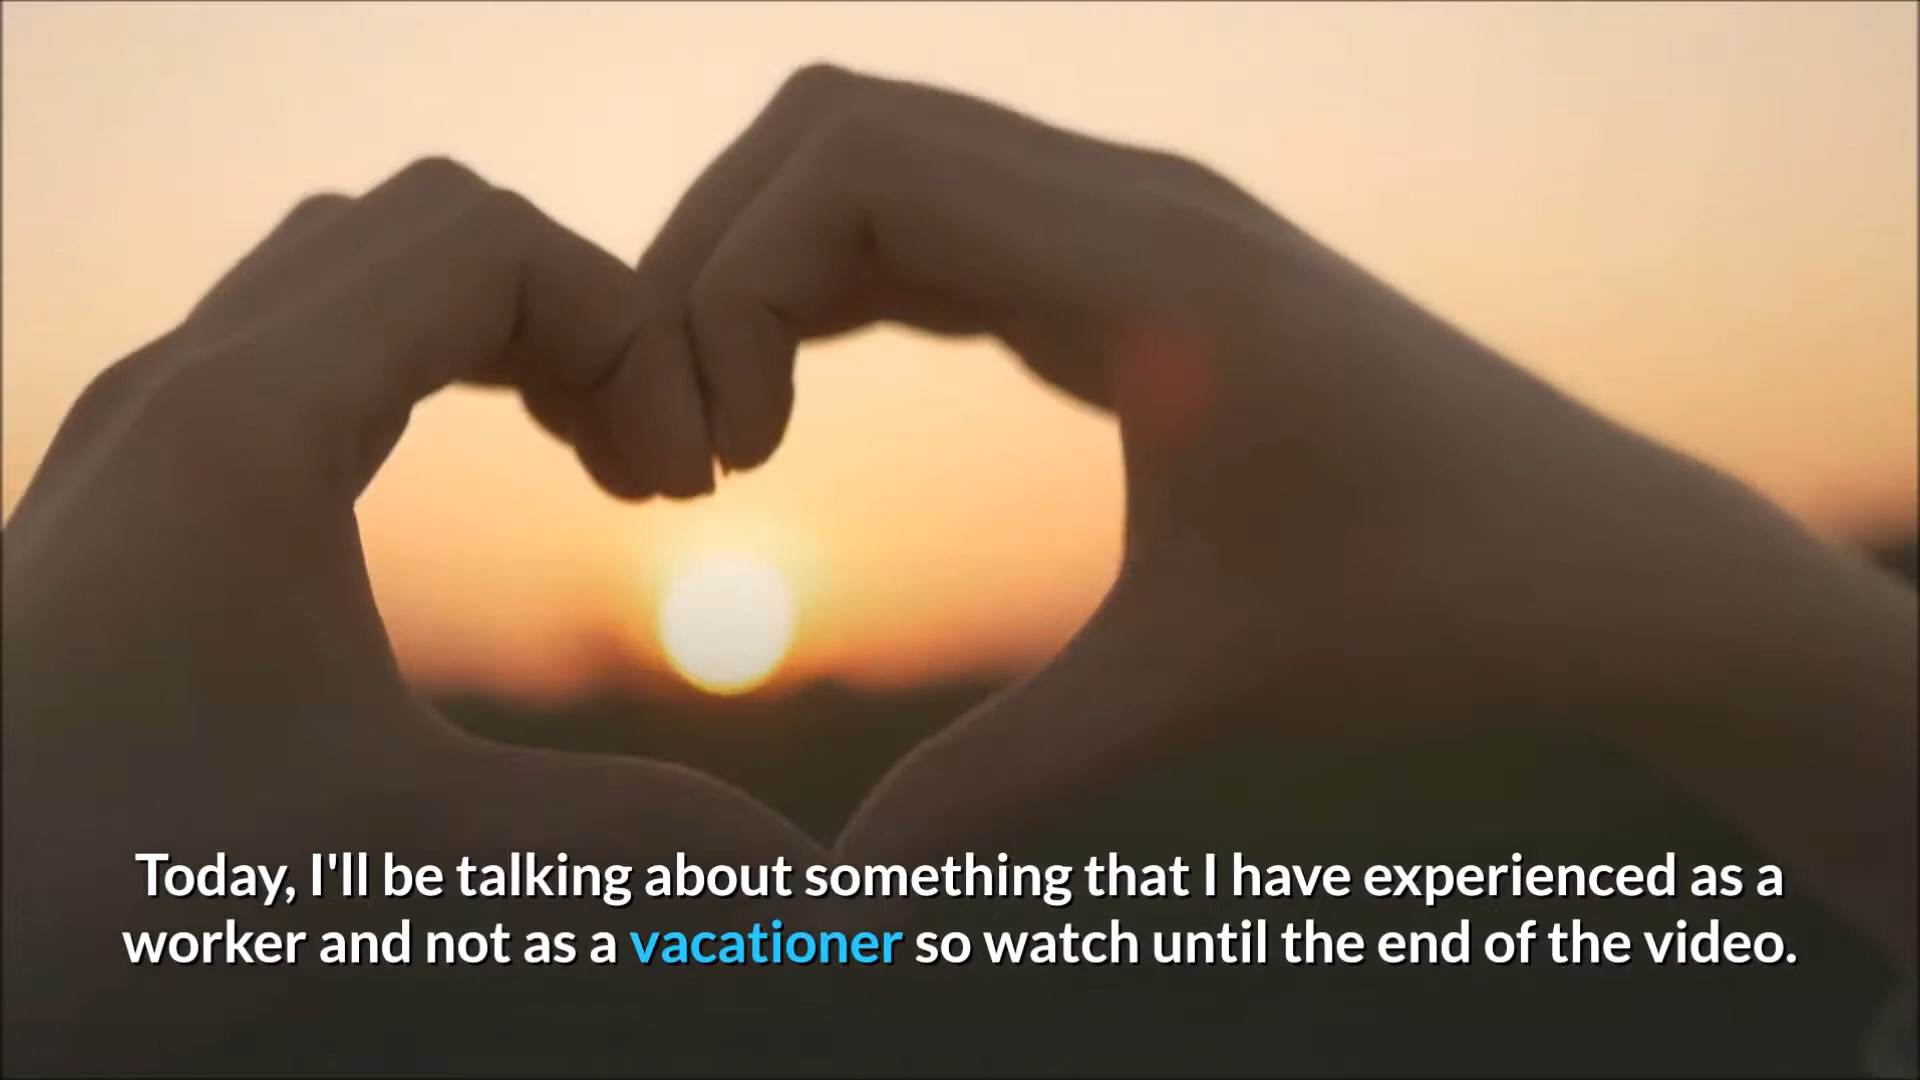 Today, I'll be talking about something that I have experienced as a
worker and not as a vacationer so watch until the end of the video.